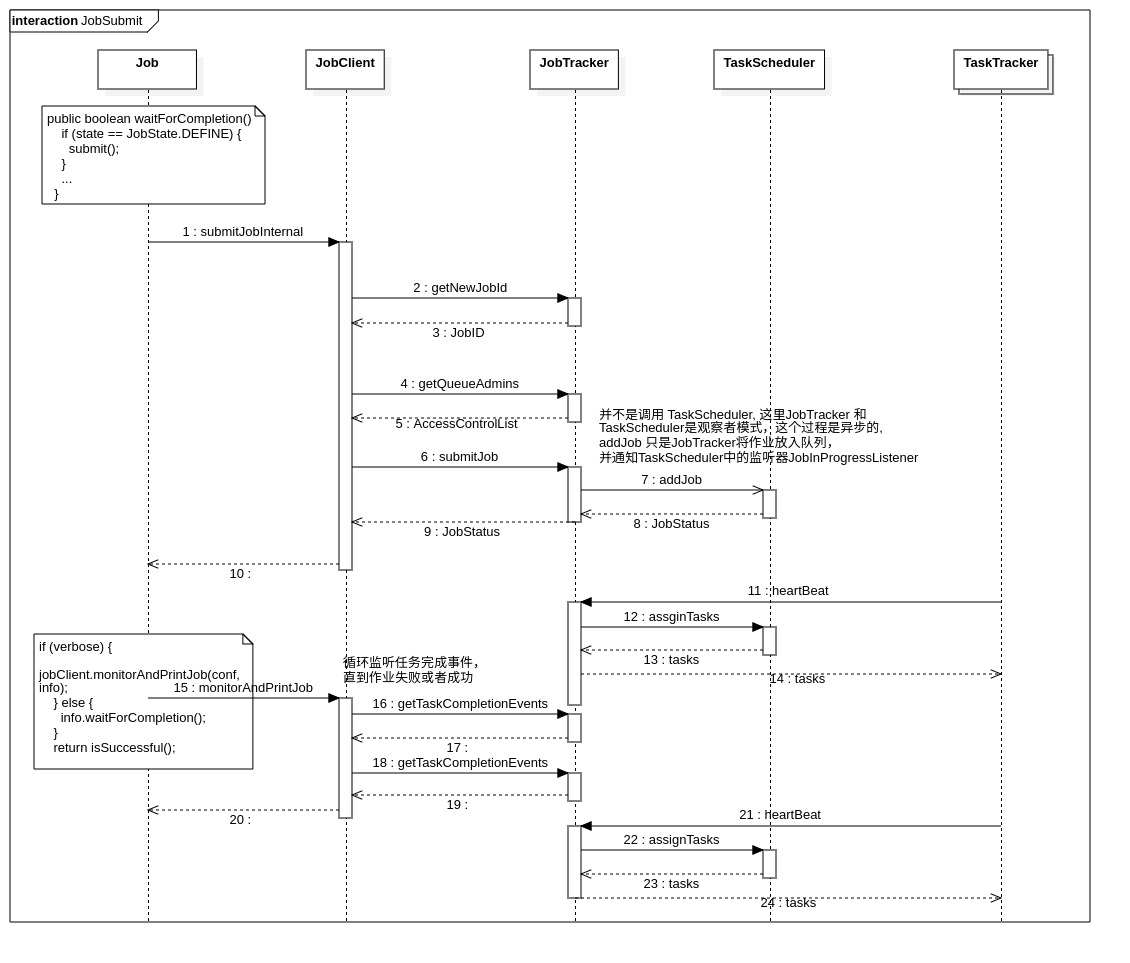 interaction JobSubmit
Job
JobClient
JobTracker
TaskScheduler
TaskTracker
public boolean waitForCompletion()
if (state == JobState.DEFINE) {
submit();
}
...
}
1 : submitJobInternal
2 : getNewJobId
3 : JobID
4 : getQueueAdmins
5 : AccessControlList
并不是调用 TaskScheduler, 这里JobTracker 和
TaskScheduler是观察者模式，这个过程是异步的,
addJob 只是JobTracker将作业放入队列，
并通知TaskScheduler中的监听器JobInProgressListener
6 : submitJob
7 : addJob
8 : JobStatus
9 : JobStatus
10 :
11 : heartBeat
12 : assginTasks
13 : tasks
14 : tasks
if (verbose) {
jobClient.monitorAndPrintJob(conf,
info);
} else {
info.waitForCompletion();
}
return isSuccessful();
循环监听任务完成事件，
直到作业失败或者成功
15 : monitorAndPrintJob
16 : getTaskCompletionEvents
17 :
18 : getTaskCompletionEvents
19 :
20 :
21 : heartBeat
22 : assignTasks
23 : tasks
24 : tasks